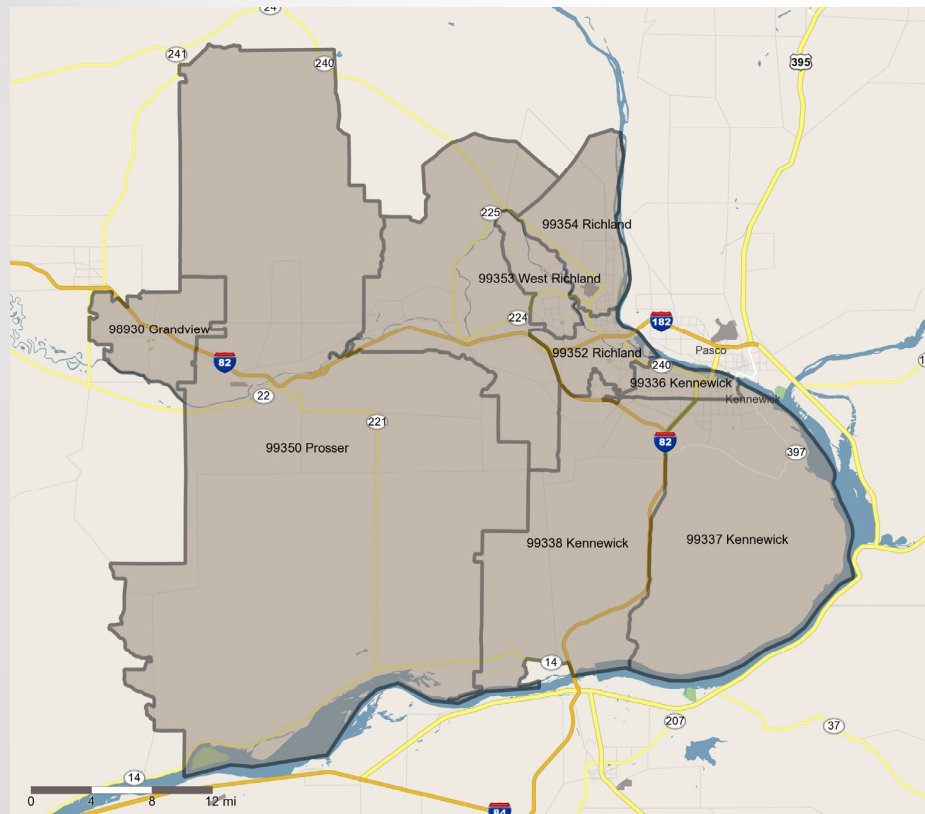 24
241
240
395
225
99354 Richland
99353 West Richland
224
182
98930 Grandview
Pasco
82
99352 Richland
240
99336 Kennewick
22
Kennewick
221
82
99350 Prosser
397
99338 Kennewick
99337 Kennewick
14
207
37
14
0 4 8 12 mi
84